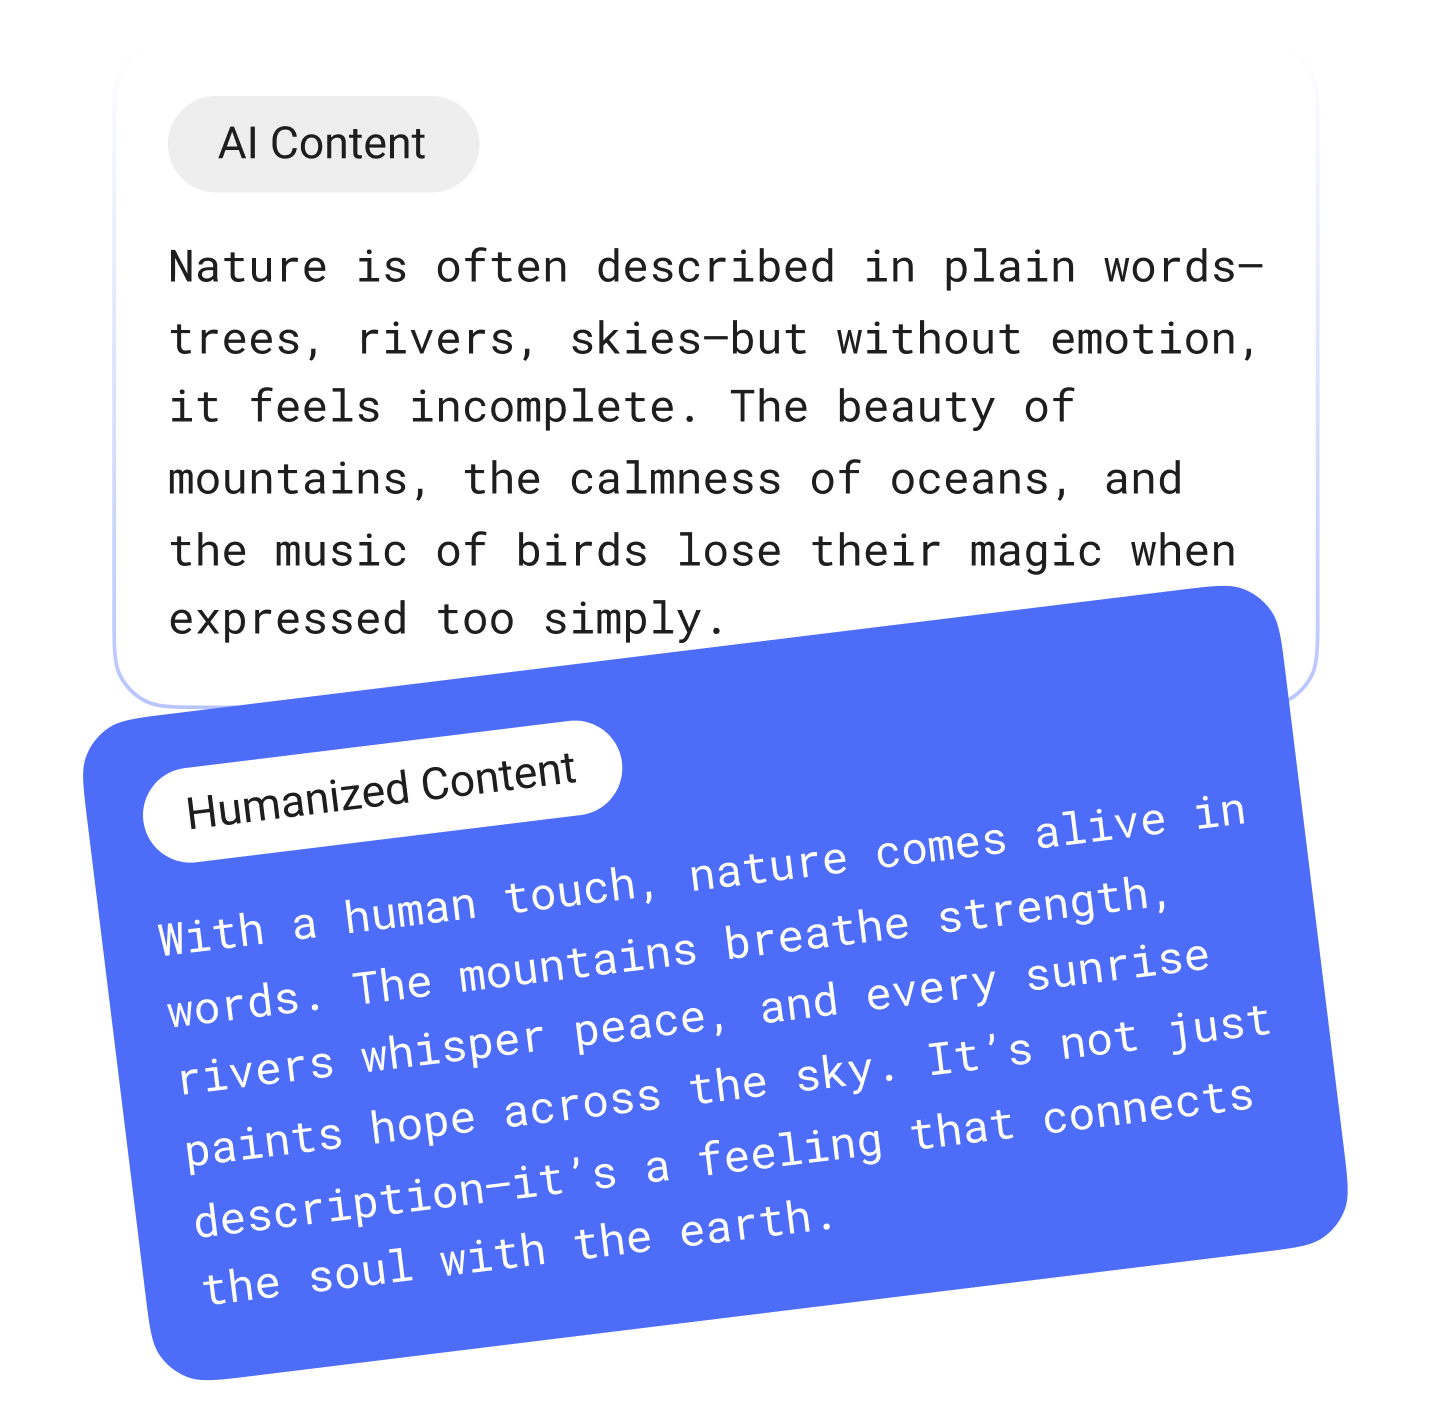 AI Content
Nature is often described in plain words—
trees, rivers, skies—but without emotion,
it feels incomplete. The beauty of
mountains, the calmness of oceans, and
the music of birds lose their magic when
expressed too simply.
Humanized Content
With a human touch, nature comes alive in
words. The mountains breathe strength,
rivers whisper peace, and every sunrise
paints hope across the sky. It’s not just
description—it’s a feeling that connects
the soul with the earth.